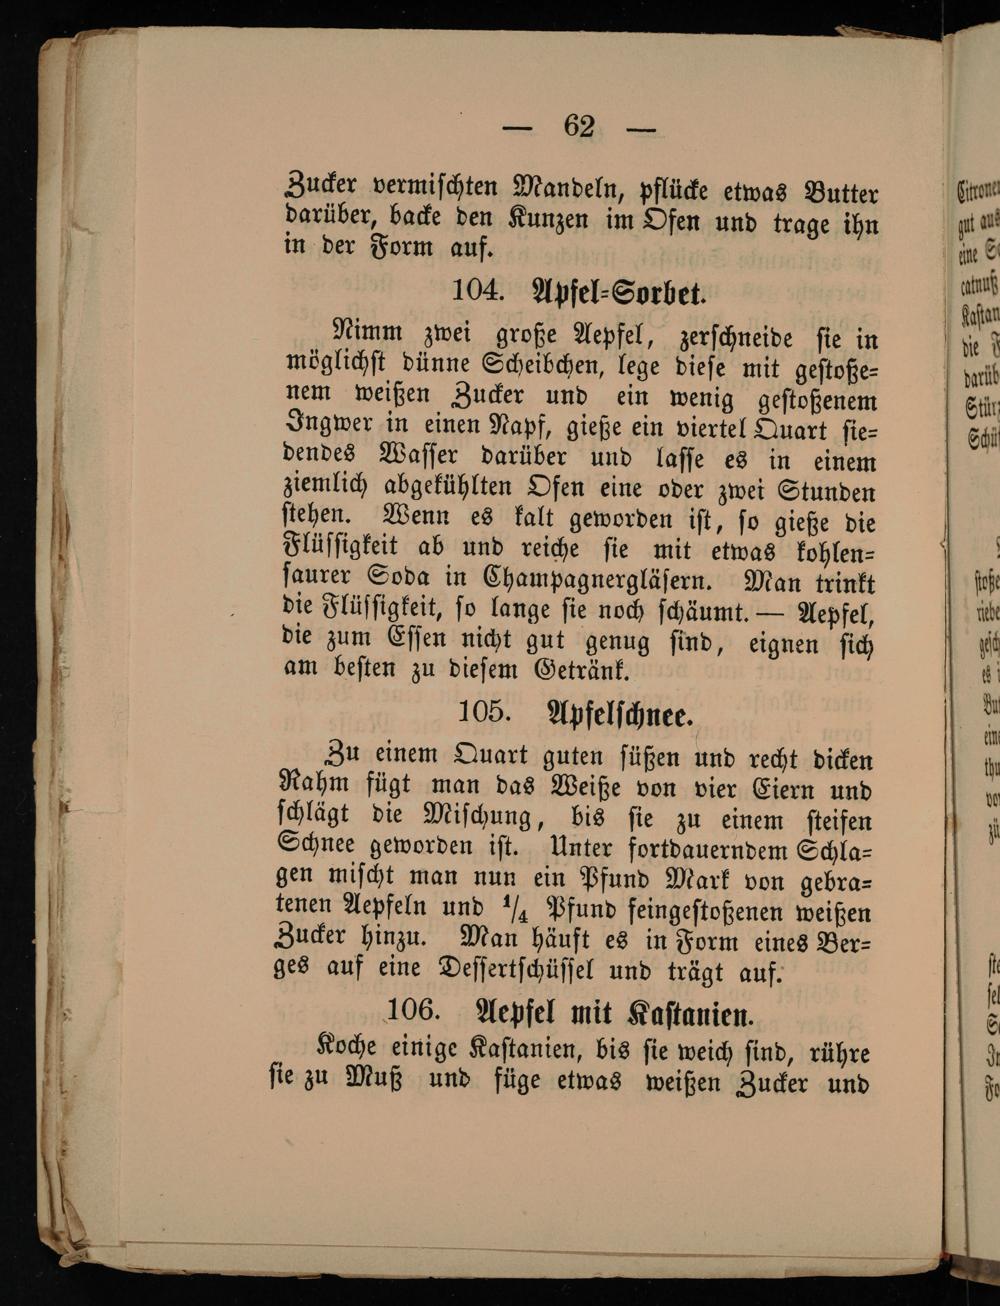 — 62 —
Zucker vermiſchten Mandeln, pflücke etwas Butter
darüber, backe den Kunzen im Ofen und trage ihn
in der Form auf.
104. Apfel-Sorbet.
Nimm zwei große Aepfel, zerſchneide ſie in
möglichſt dünne Scheibchen, lege dieſe mit geſtoße-
nem weißen Zucker und ein wenig geſtoßenem
Ingwer in einen Napf, gieße ein viertel Quart ſie-
dendes Waſſer darüber und laſſe es in einem
ziemlich abgekühlten Ofen eine oder zwei Stunden
ſtehen. Wenn es kalt geworden iſt, ſo gieße die
Flüſſigkeit ab und reiche ſie mit etwas kohlen-
ſaurer Soda in Champagnergläſern. Man trinkt
die Flüſſigkeit, ſo lange ſie noch ſchäumt. — Aepfel,
die zum Eſſen nicht gut genug ſind, eignen ſich
am beſten zu dieſem Getränk.
105. Apfelſchnee.
Zu einem Quart guten ſüßen und recht dicken
Rahm fügt man das Weiße von vier Eiern und
ſchlägt die Miſchung, bis ſie zu einem ſteifen
Schnee geworden iſt. Unter fortdauerndem Schla-
gen miſcht man nun ein Pfund Mark von gebra-
tenen Aepfeln und 1/4 Pfund feingeſtoßenen weißen
Zucker hinzu. Man häuft es in Form eines Ber-
ges auf eine Deſſertſchüſſel und trägt auf.
106. Aepfel mit Kaſtanien.
Koche einige Kaſtanien, bis ſie weich ſind, rühre
ſie zu Muß und füge etwas weißen Zucker und
gut
eine
die